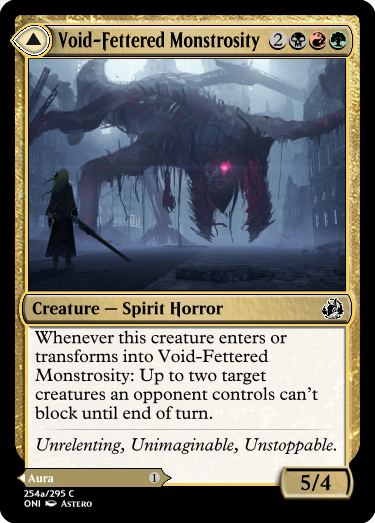 Void-Fettered Monstrosity 2
Creature — Spirit Horror
Whenever this creature enters or
transforms into Void-Fettered
Monstrosity: Up to two target
creatures an opponent controls can't
block until end of turn.
Unrelenting, Unimaginable, Unstoppable.
Aura 1
5/4
254a/295 C
ONI Astero